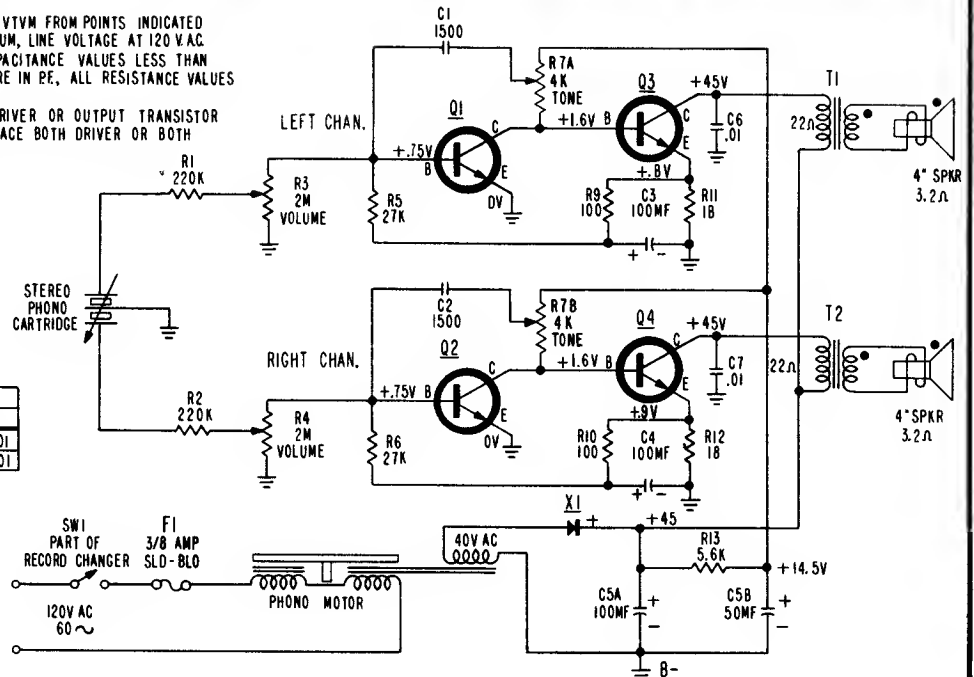 VTVM FROM POINTS INDICATED
UM, LINE VOLTAGE AT 120 V.AC.
PACITANCE VALUES LESS THAN
RE IN PF., ALL RESISTANCE VALUES
RIVER OR OUTPUT TRANSISTOR
ACE BOTH DRIVER OR BOTH
C1
1500
R7A
4K
TONE
Q3
+45V
T1
LEFT CHAN.
Q1
C
+1.6V B
C
C6
.01
22Ω
+.75V
B
E
E
+.8V
4" SPKR
3.2Ω
R1
220K
R3
2M
VOLUME
R5
27K
0V
R9
100
C3
100MF
R11
18
+ -
STEREO
PHONO
CARTRIDGE
C2
1500
R7B
4K
TONE
Q4
+45V
T2
RIGHT CHAN.
Q2
C
+1.6V B
C
C7
.01
22Ω
+.75V B
E
E
+.9V
4" SPKR
3.2Ω
R2
220K
R4
2M
VOLUME
R6
27K
0V
R10
100
C4
100MF
R12
18
+ -
01
01
SW1
PART OF
RECORD CHANGER
F1
3/8 AMP
SLO-BLO
40V AC
X1
+
+45
R13
5.6K
+14.5V
PHONO MOTOR
120V AC
60~
C5A
100MF
+
-
C5B
50MF
+
-
B-